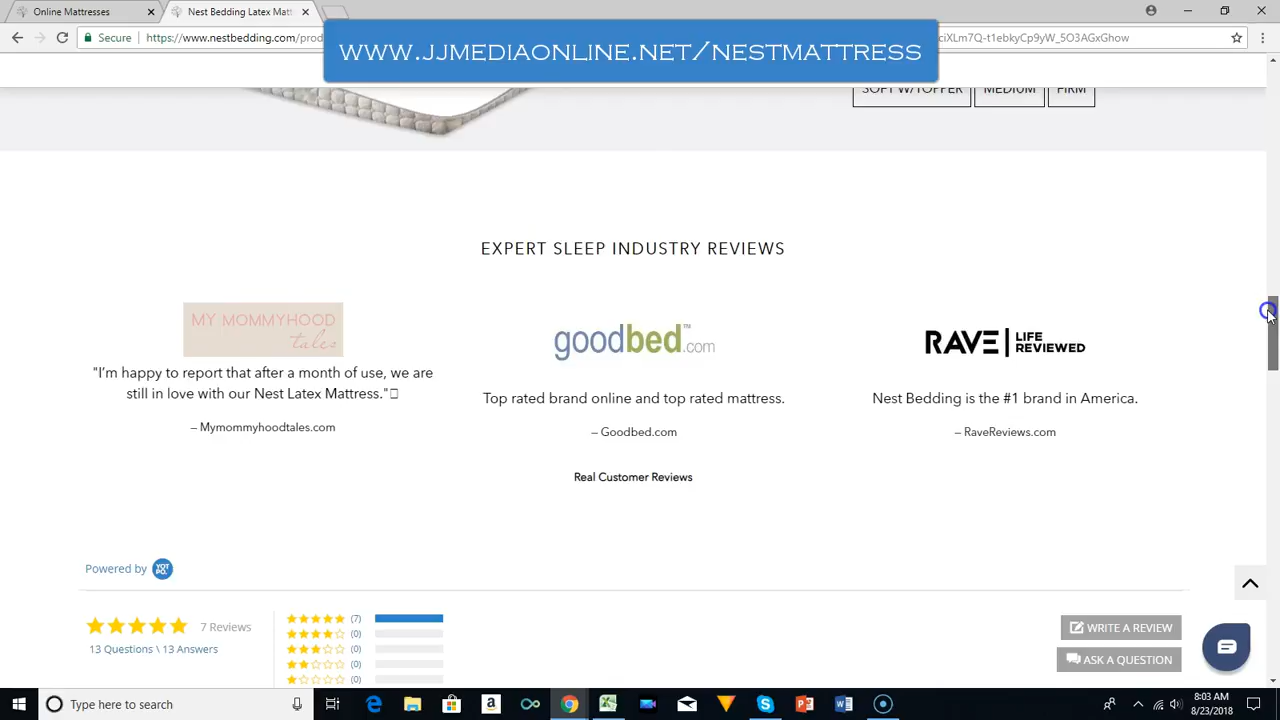 Online Mattresses
Nest Bedding Latex Matt
Secure
https://www.nestbedding.com/prod
ciXLm7Q-t1ebkyCp9yW_5O3AGxGhow
WWW.JJMEDIAONLINE.NET/NESTMATTRESS
SOFT W/TOPPER
MEDIUM
FIRM
EXPERT SLEEP INDUSTRY REVIEWS
MY MOMMYHOOD
tales
"I'm happy to report that after a month of use, we are
still in love with our Nest Latex Mattress."
– Mymommyhoodtales.com
goodbed.com™
Top rated brand online and top rated mattress.
– Goodbed.com
RAVE
LIFE
REVIEWED
Nest Bedding is the #1 brand in America.
– RaveReviews.com
Real Customer Reviews
Powered by
YOT
PO.
7 Reviews
13 Questions \ 13 Answers
(7)
(0)
(0)
(0)
(0)
WRITE A REVIEW
ASK A QUESTION
Type here to search
8:03 AM
8/23/2018